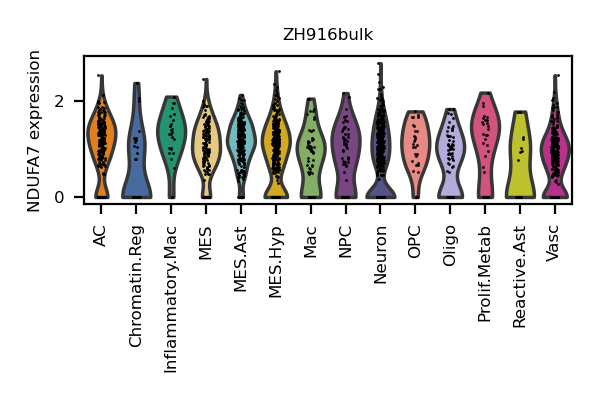 ZH916bulk
NDUFA7 expression
2
0
AC
Chromatin.Reg
Inflammatory.Mac
MES
MES.Ast
MES.Hyp
Mac
NPC
Neuron
OPC
Oligo
Prolif.Metab
Reactive.Ast
Vasc